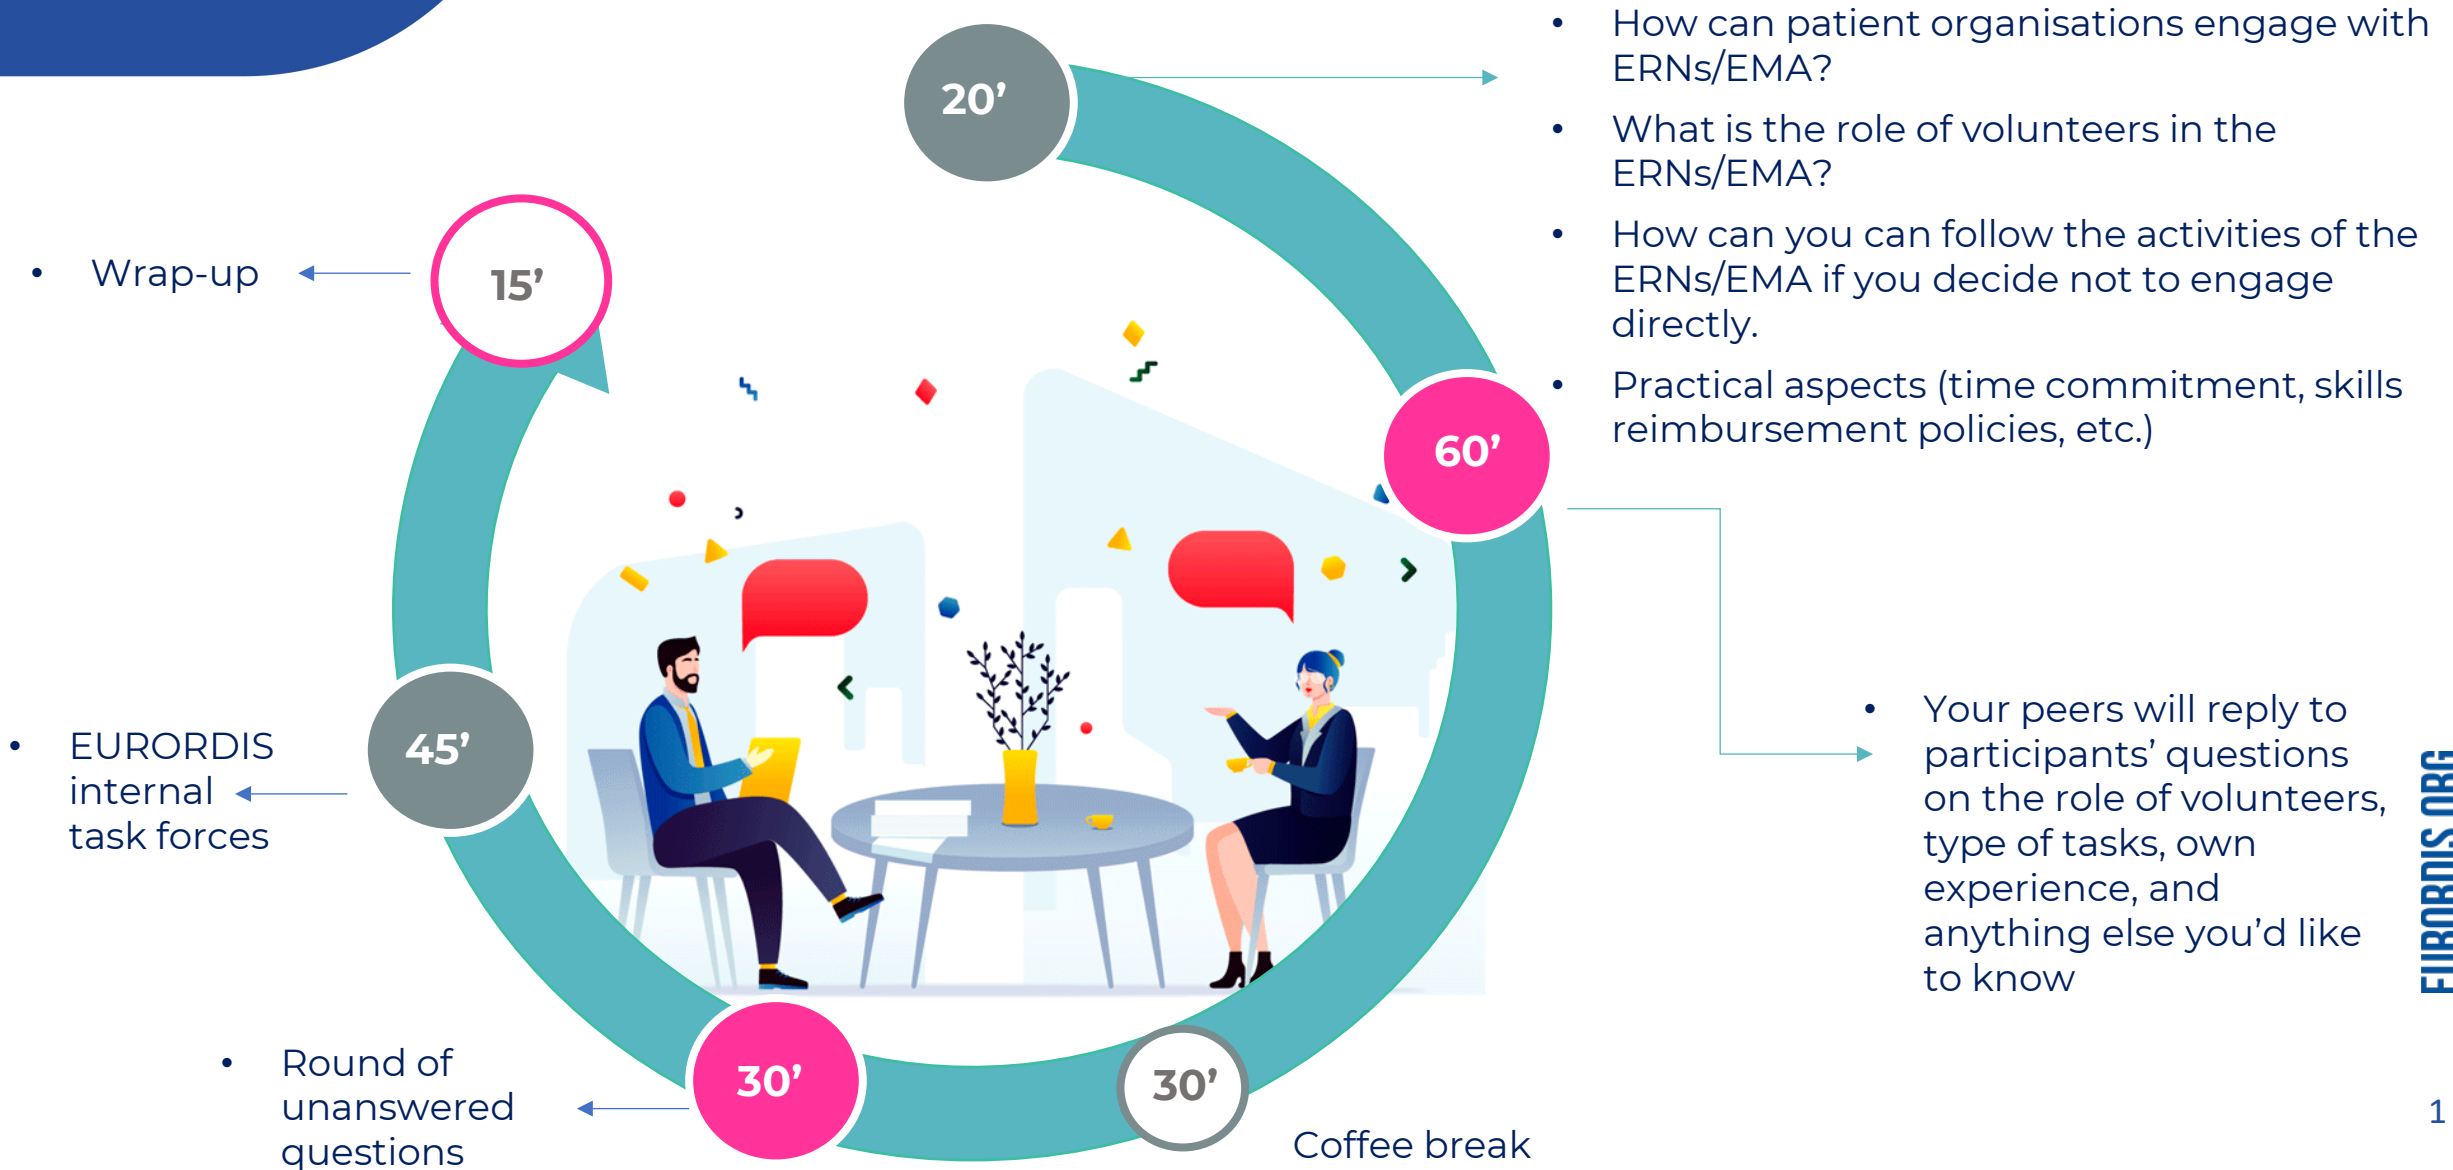 20’
• How can patient organisations engage with
ERNs/EMA?
• What is the role of volunteers in the
ERNs/EMA?
• How can you can follow the activities of the
ERNs/EMA if you decide not to engage
directly.
• Practical aspects (time commitment, skills
reimbursement policies, etc.)
60’
• Your peers will reply to
participants’ questions
on the role of volunteers,
type of tasks, own
experience, and
anything else you’d like
to know
30’
Coffee break
30’
• Round of
unanswered
questions
45’
• EURORDIS
internal
task forces
15’
• Wrap-up
EURORDIS.ORG
1